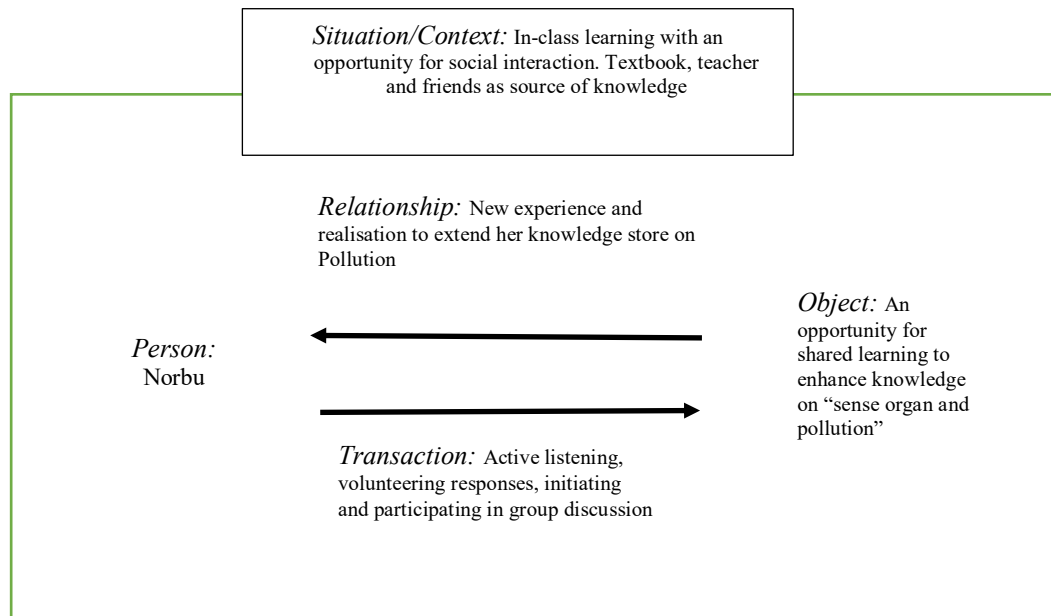 Situation/Context: In-class learning with an
opportunity for social interaction. Textbook, teacher
and friends as source of knowledge
Relationship: New experience and
realisation to extend her knowledge store on
Pollution
Person:
Norbu
Object: An
opportunity for
shared learning to
enhance knowledge
on “sense organ and
pollution”
Transaction: Active listening,
volunteering responses, initiating
and participating in group discussion